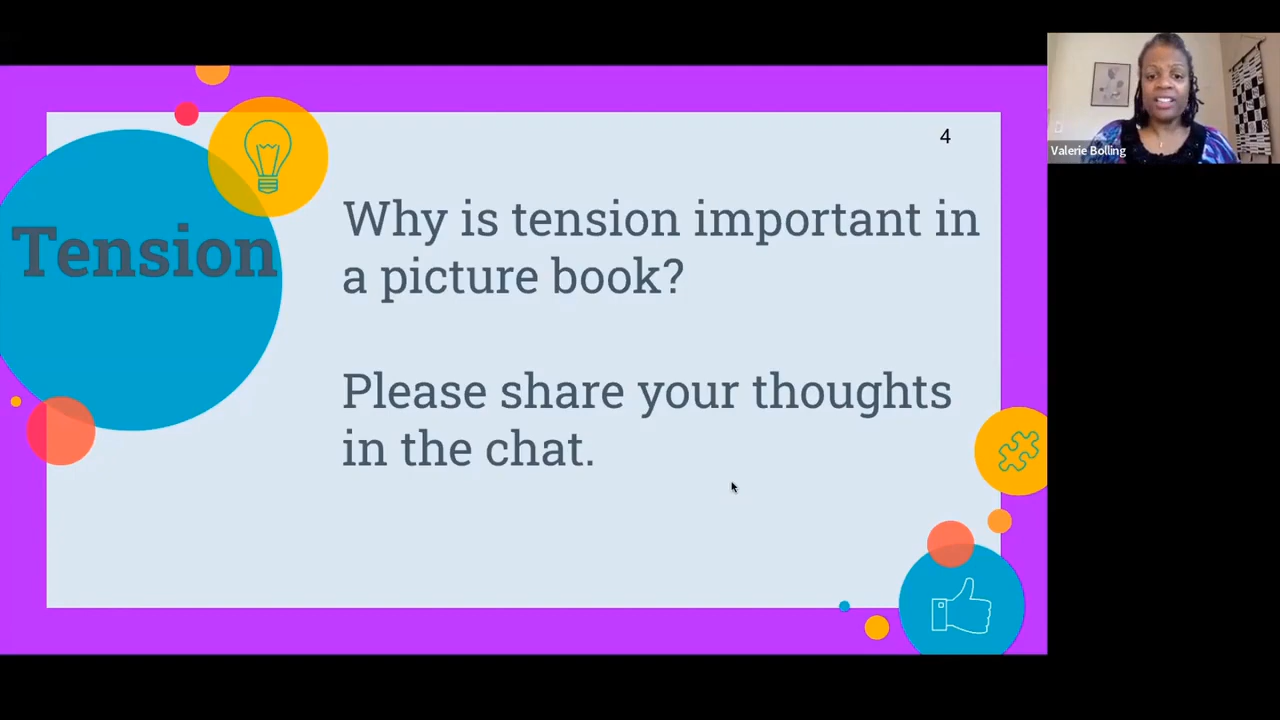 4
Tension
Why is tension important in
a picture book?
Please share your thoughts
in the chat.
Valerie Bolling